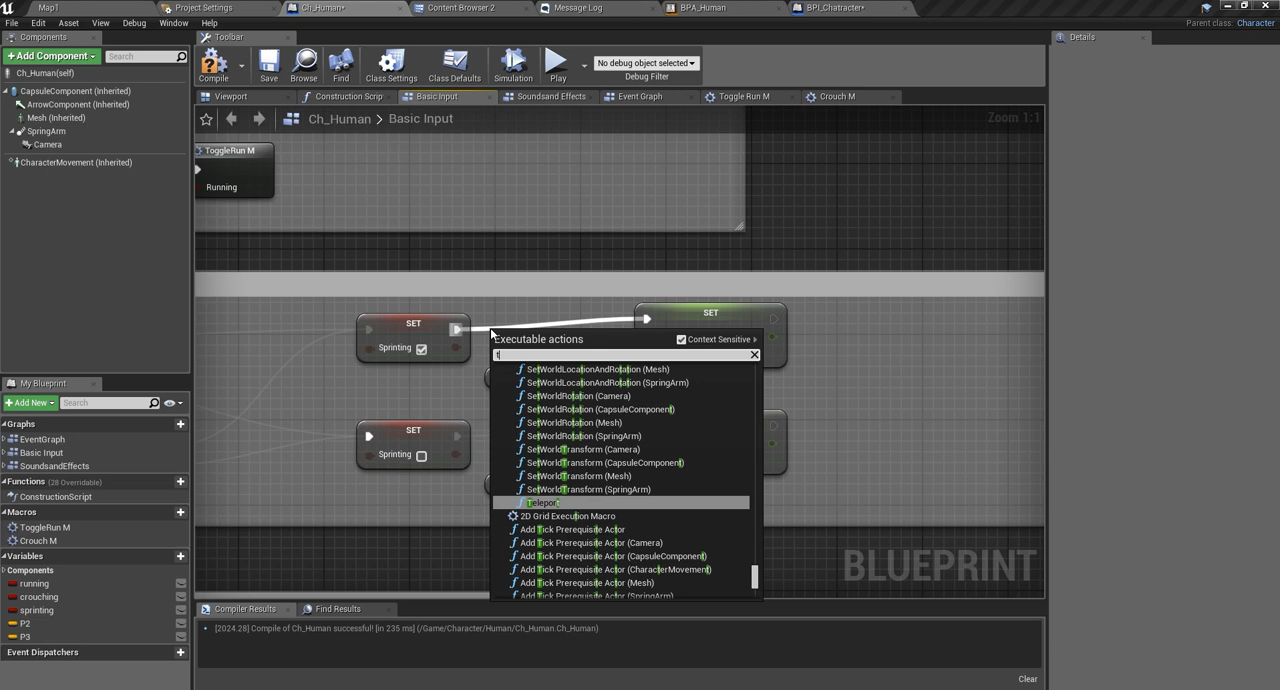 Map1
Project Settings
Ch_Human*
Content Browser 2
Message Log
BPA_Human
BPI_Chatracter*
File Edit Asset View Debug Window Help
Parent class: Character
Components
Toolbar
Details
+Add Component
Search
Compile
Save
Browse
Find
Class Settings
Class Defaults
Simulation
Play
No debug object selected
Debug Filter
Ch_Human(self)
CapsuleComponent (Inherited)
ArrowComponent (Inherited)
Mesh (Inherited)
SpringArm
Camera
CharacterMovement (Inherited)
Viewport
Construction Scrip
Basic Input
Soundsand Effects
Event Graph
Toggle Run M
Crouch M
Ch_Human > Basic Input
Zoom 1:1
ToggleRun M
Running
SET
Sprinting
SET
SET
Sprinting
Executable actions
Context Sensitive
t
SetWorldLocationAndRotation (Mesh)
SetWorldLocationAndRotation (SpringArm)
SetWorldRotation (Camera)
SetWorldRotation (CapsuleComponent)
SetWorldRotation (Mesh)
SetWorldRotation (SpringArm)
SetWorldTransform (Camera)
SetWorldTransform (CapsuleComponent)
SetWorldTransform (Mesh)
SetWorldTransform (SpringArm)
Teleport
2D Grid Execution Macro
Add Tick Prerequisite Actor
Add Tick Prerequisite Actor (Camera)
Add Tick Prerequisite Actor (CapsuleComponent)
Add Tick Prerequisite Actor (CharacterMovement)
Add Tick Prerequisite Actor (Mesh)
Add Tick Prerequisite Actor (SpringArm)
BLUEPRINT
My Blueprint
+Add New
Search
Graphs
EventGraph
Basic Input
SoundsandEffects
Functions (28 Overridable)
ConstructionScript
Macros
ToggleRun M
Crouch M
Variables
Components
running
crouching
sprinting
P2
P3
Event Dispatchers
Compiler Results
Find Results
[2024.28] Compile of Ch_Human successful! [in 235 ms] (/Game/Character/Human/Ch_Human.Ch_Human)
Clear